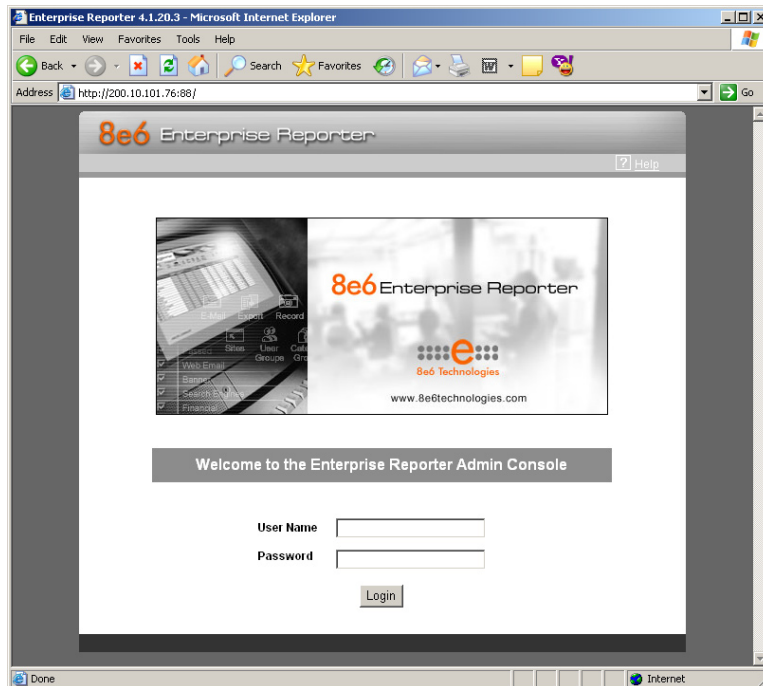 Enterprise Reporter 4.1.20.3 - Microsoft Internet Explorer
File Edit View Favorites Tools Help
Back Search Favorites
Address http://200.10.101.76:88/ Go
8e6 Enterprise Reporter
? Help
8e6 Enterprise Reporter
E-Mail Export Record
Sites User Groups
Web Email
Banner
Search Engines
Financial
8e6 Technologies
www.8e6technologies.com
Welcome to the Enterprise Reporter Admin Console
User Name
Password
Login
Done Internet